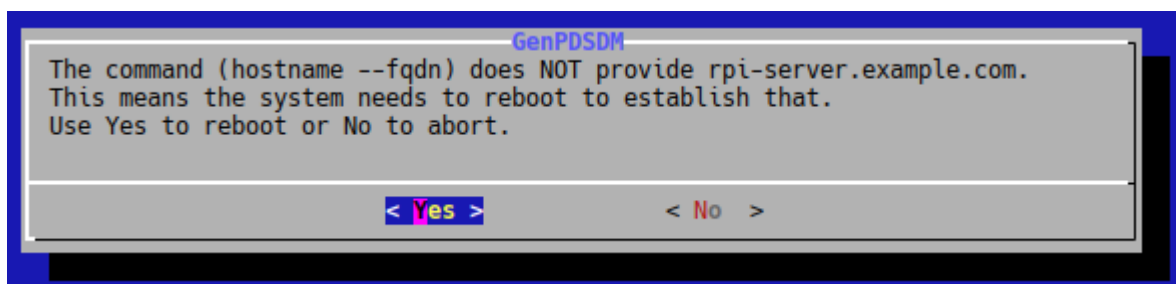 GenPDSDM
The command (hostname --fqdn) does NOT provide rpi-server.example.com.
This means the system needs to reboot to establish that.
Use Yes to reboot or No to abort.
< Yes > < No >